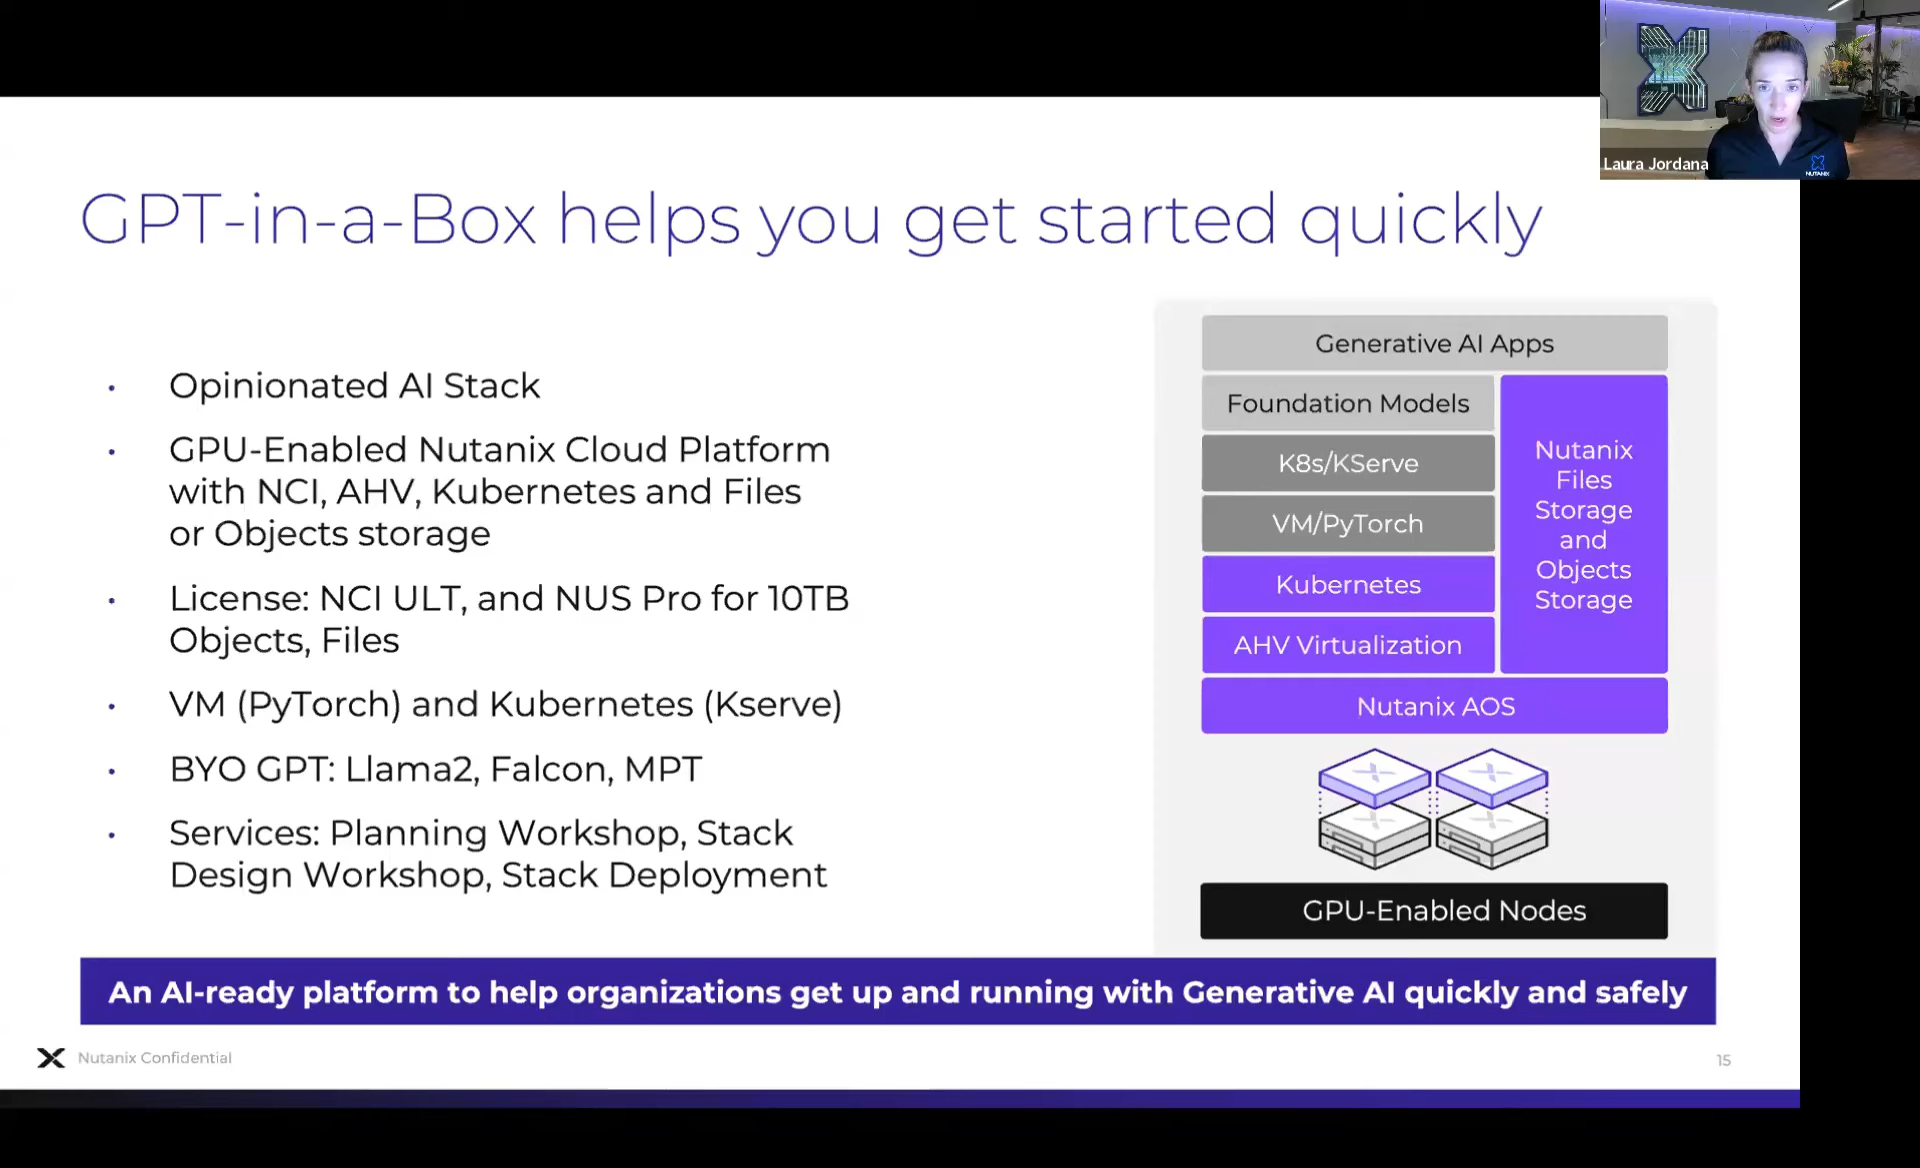 Laura Jordana
NUTANIX
GPT-in-a-Box helps you get started quickly
• Opinionated AI Stack
• GPU-Enabled Nutanix Cloud Platform
with NCI, AHV, Kubernetes and Files
or Objects storage
• License: NCI ULT, and NUS Pro for 10TB
Objects, Files
• VM (PyTorch) and Kubernetes (Kserve)
• BYO GPT: Llama2, Falcon, MPT
• Services: Planning Workshop, Stack
Design Workshop, Stack Deployment
Generative AI Apps
Foundation Models
K8s/KServe
VM/PyTorch
Kubernetes
AHV Virtualization
Nutanix
Files
Storage
and
Objects
Storage
Nutanix AOS
GPU-Enabled Nodes
An AI-ready platform to help organizations get up and running with Generative AI quickly and safely
Nutanix Confidential
15